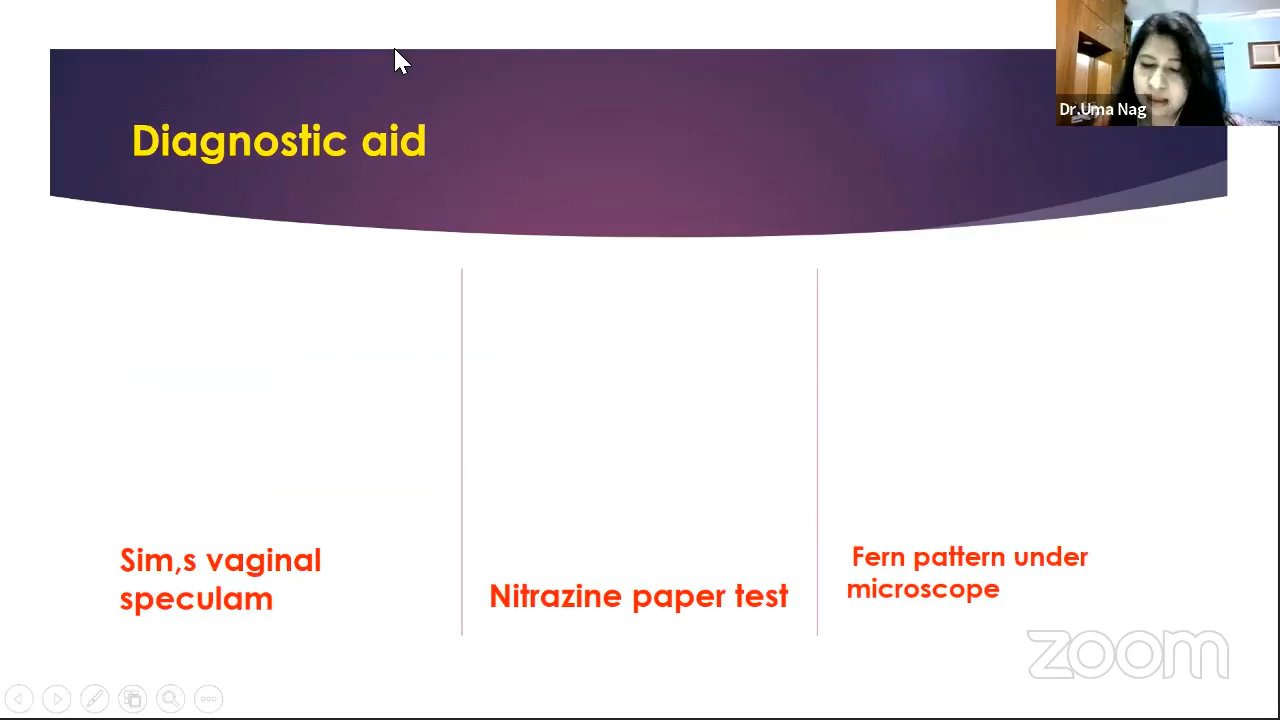 Dr,Uma Nag
Diagnostic aid
Sim,s vaginal
speculam
Nitrazine paper test
Fern pattern under
microscope
zoom